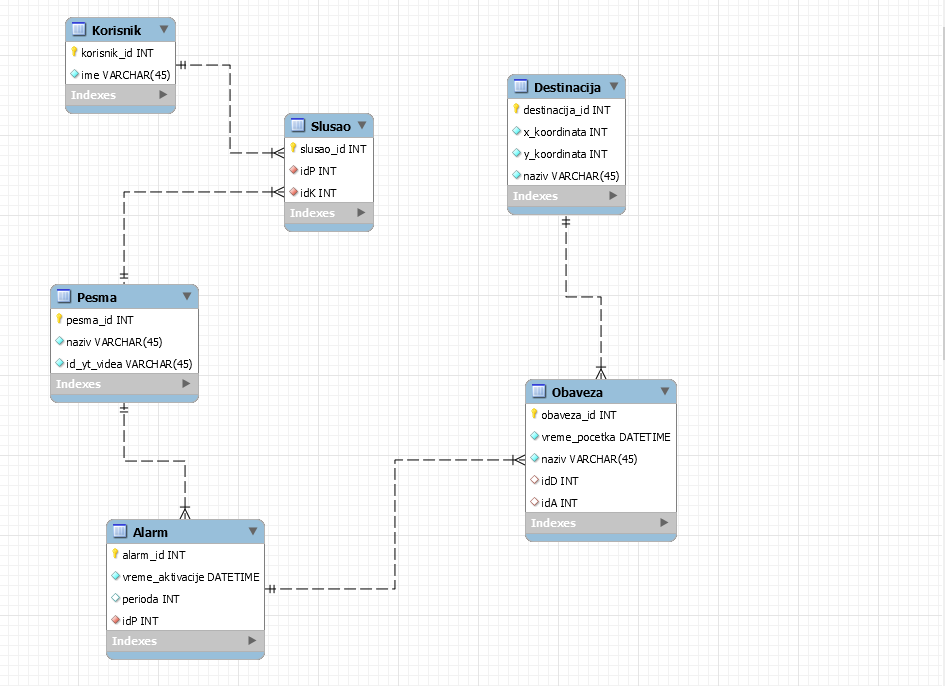 Korisnik
korisnik_id INT
ime VARCHAR(45)
Indexes
Slusao
slusao_id INT
idP INT
idK INT
Indexes
Destinacija
destinacija_id INT
x_koordinata INT
y_koordinata INT
naziv VARCHAR(45)
Indexes
Pesma
pesma_id INT
naziv VARCHAR(45)
id_yt_videa VARCHAR(45)
Indexes
Obaveza
obaveza_id INT
vreme_pocetka DATETIME
naziv VARCHAR(45)
idD INT
idA INT
Indexes
Alarm
alarm_id INT
vreme_aktivacije DATETIME
perioda INT
idP INT
Indexes